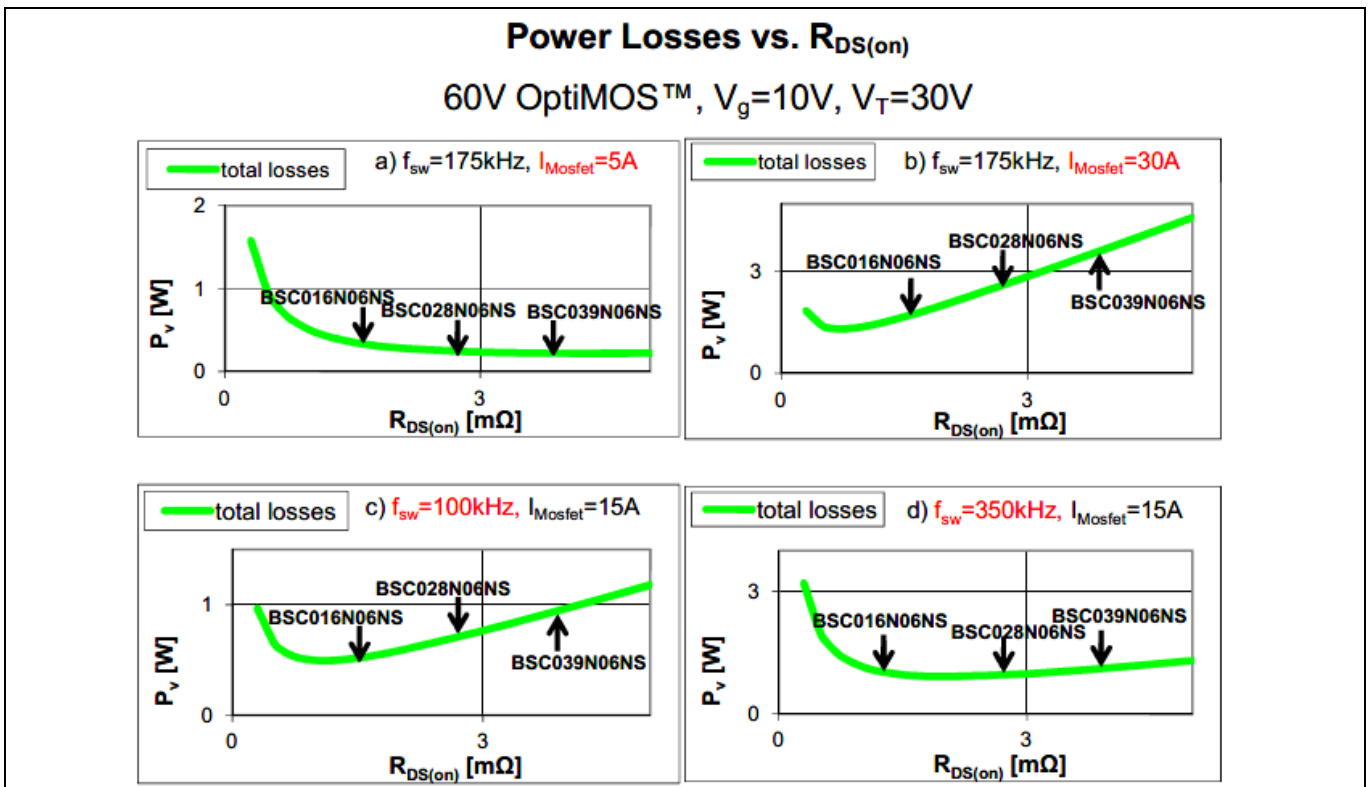 Power Losses vs. RDS(on)
60V OptiMOS™, Vg=10V, VT=30V
total losses
a) fsw=175kHz, IMosfet=5A
2
1
0
Pv [W]
BSC016N06NS
BSC028N06NS
BSC039N06NS
0
3
RDS(on) [mΩ]
total losses
b) fsw=175kHz, IMosfet=30A
3
0
Pv [W]
BSC016N06NS
BSC028N06NS
BSC039N06NS
0
3
RDS(on) [mΩ]
total losses
c) fsw=100kHz, IMosfet=15A
1
0
Pv [W]
BSC016N06NS
BSC028N06NS
BSC039N06NS
0
3
RDS(on) [mΩ]
total losses
d) fsw=350kHz, IMosfet=15A
3
0
Pv [W]
BSC016N06NS
BSC028N06NS
BSC039N06NS
0
3
RDS(on) [mΩ]